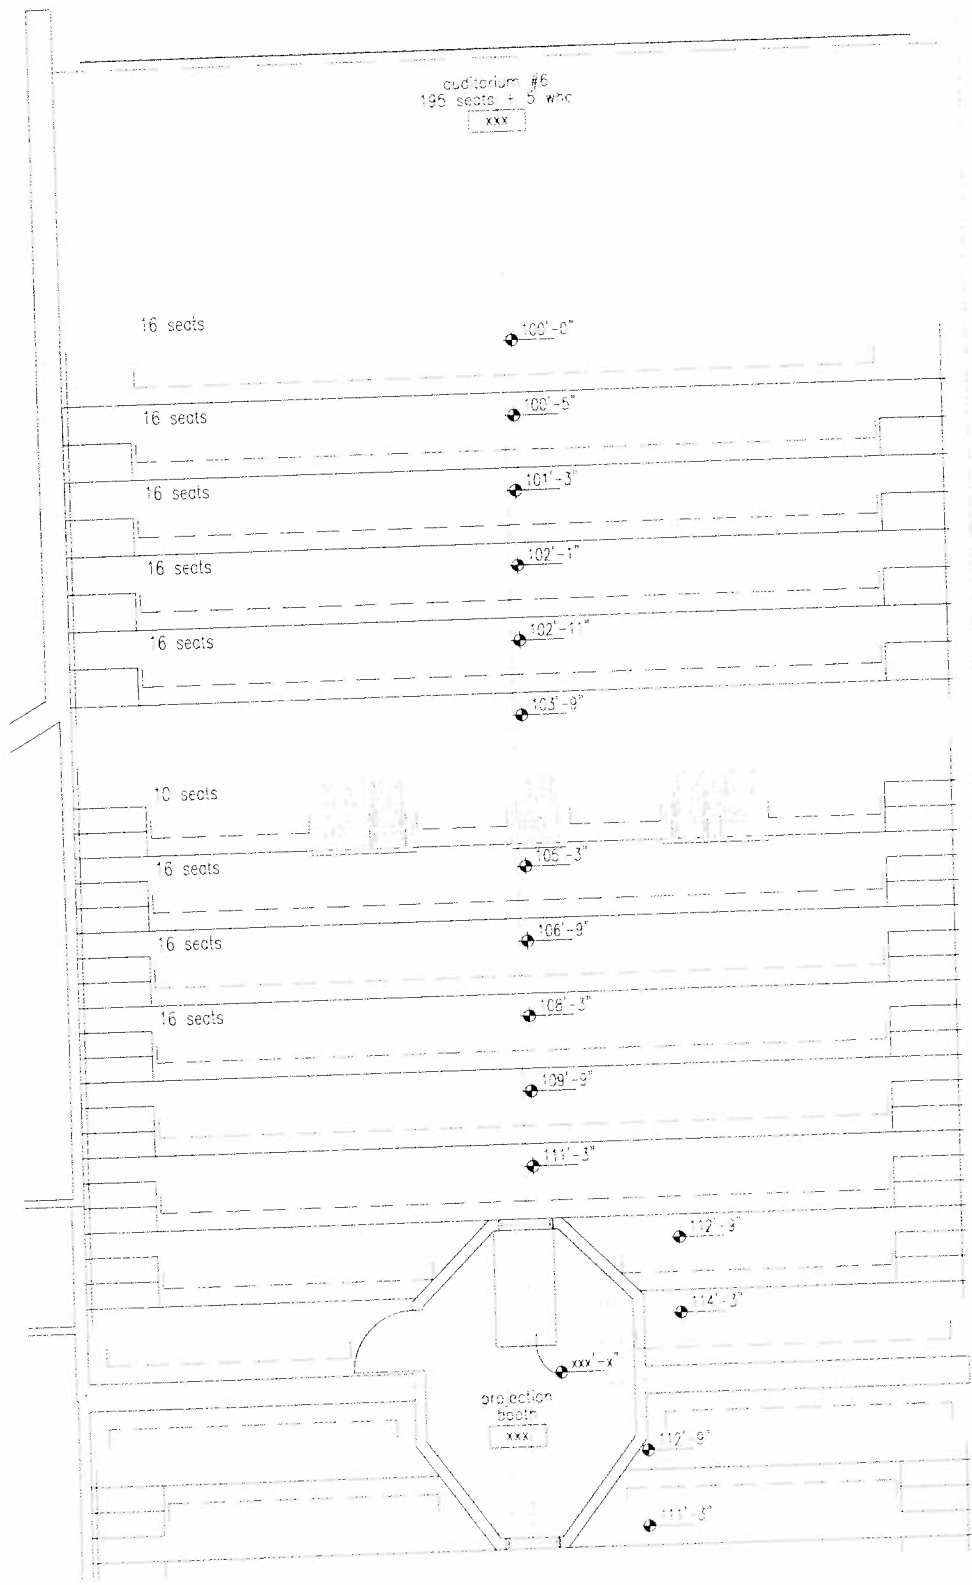 auditorium #6
195 seats + 5 whc
xxx
16 seats
100'-0"
16 seats
100'-5"
16 seats
101'-3"
16 seats
102'-1"
16 seats
102'-11"
103'-9"
10 seats
16 seats
105'-3"
16 seats
106'-9"
16 seats
108'-3"
109'-9"
111'-3"
112'-9"
114'-3"
xxx'-x"
projection
booth
xxx
112'-9"
111'-3"